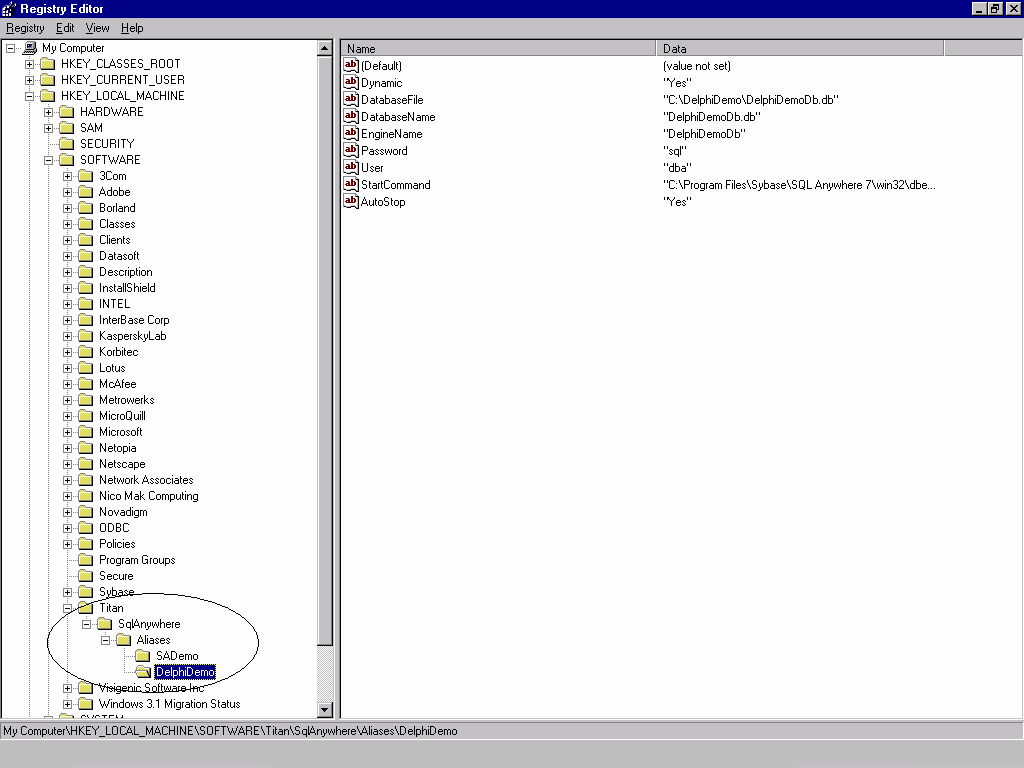 Registry Editor
Registry Edit View Help
My Computer
HKEY_CLASSES_ROOT
HKEY_CURRENT_USER
HKEY_LOCAL_MACHINE
HARDWARE
SAM
SECURITY
SOFTWARE
3Com
Adobe
Borland
Classes
Clients
Datasoft
Description
InstallShield
INTEL
InterBase Corp
KasperskyLab
Korbitec
Lotus
McAfee
Metrowerks
MicroQuill
Microsoft
Netopia
Netscape
Network Associates
Nico Mak Computing
Novadigm
ODBC
Policies
Program Groups
Secure
Sybase
Titan
SqlAnywhere
Aliases
SADemo
DelphiDemo
Visigenic Software Inc
Windows 3.1 Migration Status
SYSTEM
Name Data
(Default) (value not set)
Dynamic "Yes"
DatabaseFile "C:\DelphiDemo\DelphiDemoDb.db"
DatabaseName "DelphiDemoDb.db"
EngineName "DelphiDemoDb"
Password "sql"
User "dba"
StartCommand "C:\Program Files\Sybase\SQL Anywhere 7\win32\dbe...
AutoStop "Yes"
My Computer\HKEY_LOCAL_MACHINE\SOFTWARE\Titan\SqlAnywhere\Aliases\DelphiDemo